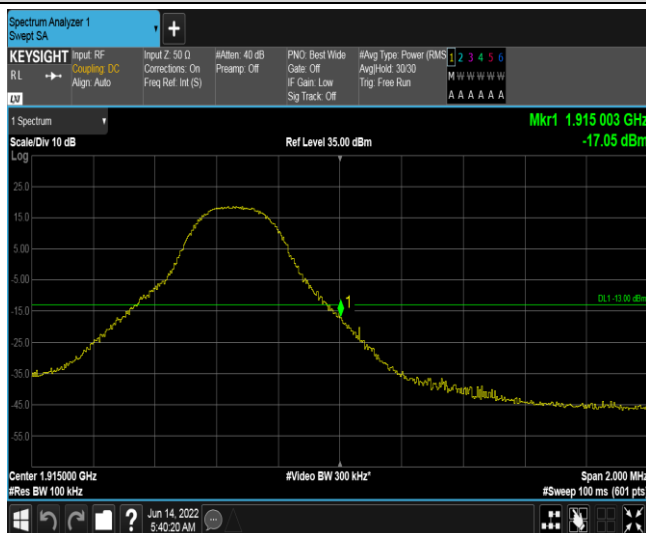 Spectrum Analyzer 1
Swept SA
KEYSIGHT Input: RF Input Z: 50 Ω #Atten: 40 dB PNO: Best Wide #Avg Type: Power (RMS 1 2 3 4 5 6
RL Coupling: DC Corrections: On Preamp: Off Gate: Off Avg|Hold: 30/30 M W W W W W
Align: Auto Freq Ref: Int (S) IF Gain: Low Trig: Free Run
Sig Track: Off A A A A A A
LXI
1 Spectrum Mkr1 1.915 003 GHz
Scale/Div 10 dB Ref Level 35.00 dBm -17.05 dBm
Log
25.0
15.0
5.00
-5.00
DL1 -13.00 dBm
1
-15.0
-25.0
-35.0
-45.0
-55.0
Center 1.915000 GHz #Video BW 300 kHz* Span 2.000 MHz
#Res BW 100 kHz #Sweep 100 ms (601 pts)
? Jun 14, 2022
5:40:20 AM